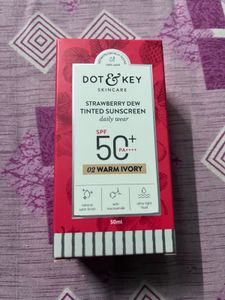 DOT & KEY
SKINCARE
STRAWBERRY DEW
TINTED SUNSCREEN
daily wear
SPF
50+
PA++++
02 WARM IVORY
50ml